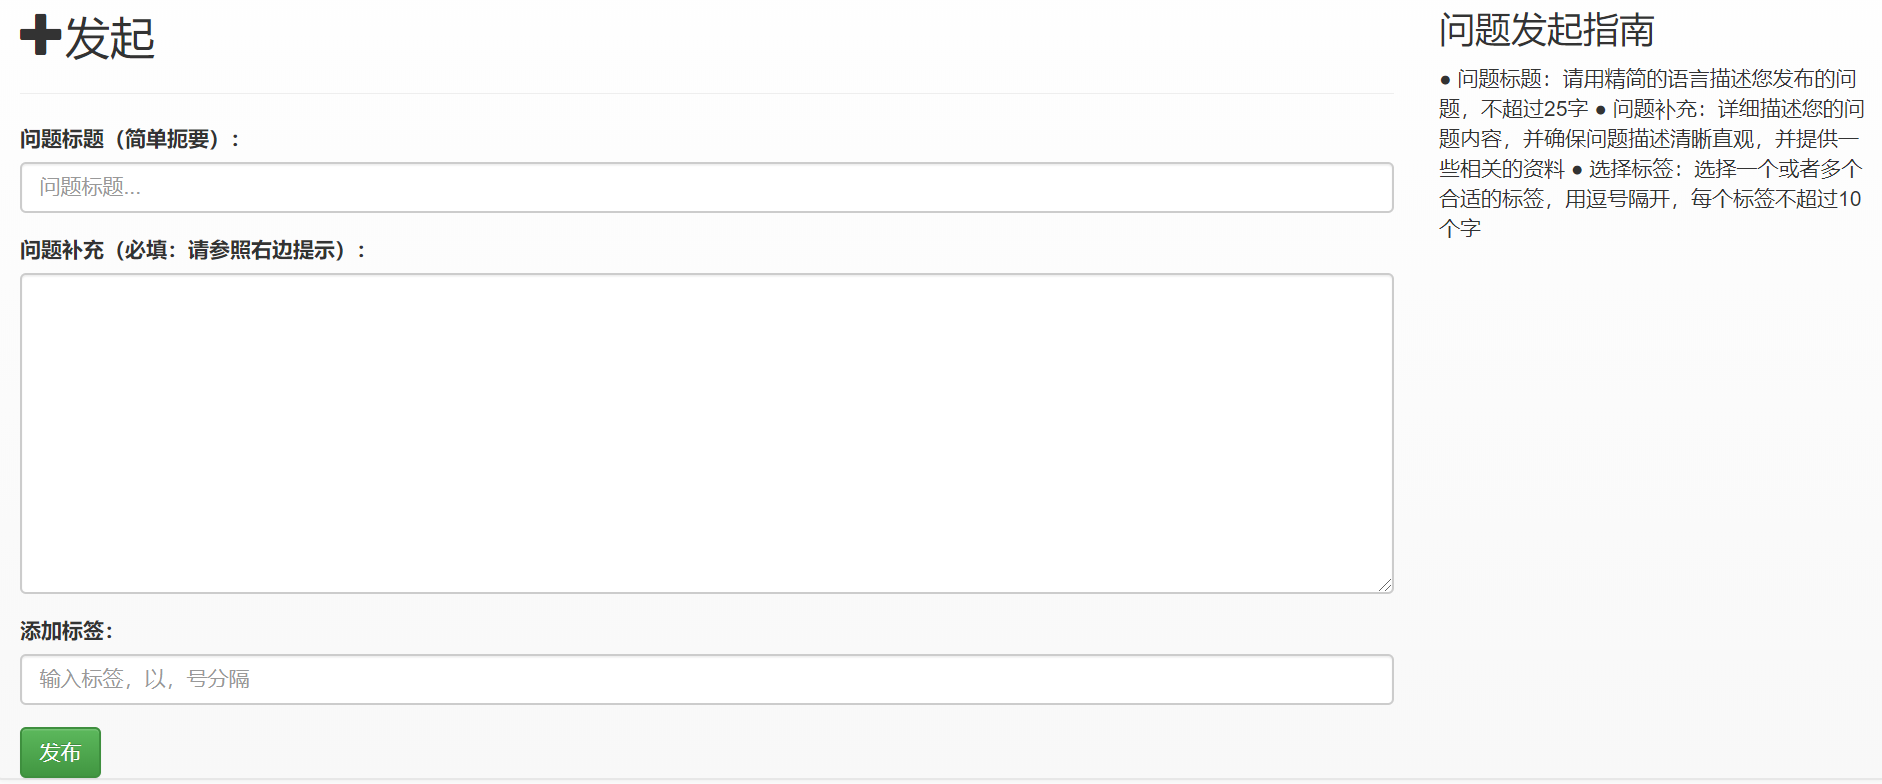 发起
问题标题（简单扼要）：
问题标题...
问题补充（必填：请参照右边提示）：
添加标签：
输入标签，以，号分隔
发布
问题发起指南
● 问题标题：请用精简的语言描述您发布的问
题，不超过25字 ● 问题补充：详细描述您的问
题内容，并确保问题描述清晰直观，并提供一
些相关的资料 ● 选择标签：选择一个或者多个
合适的标签，用逗号隔开，每个标签不超过10
个字